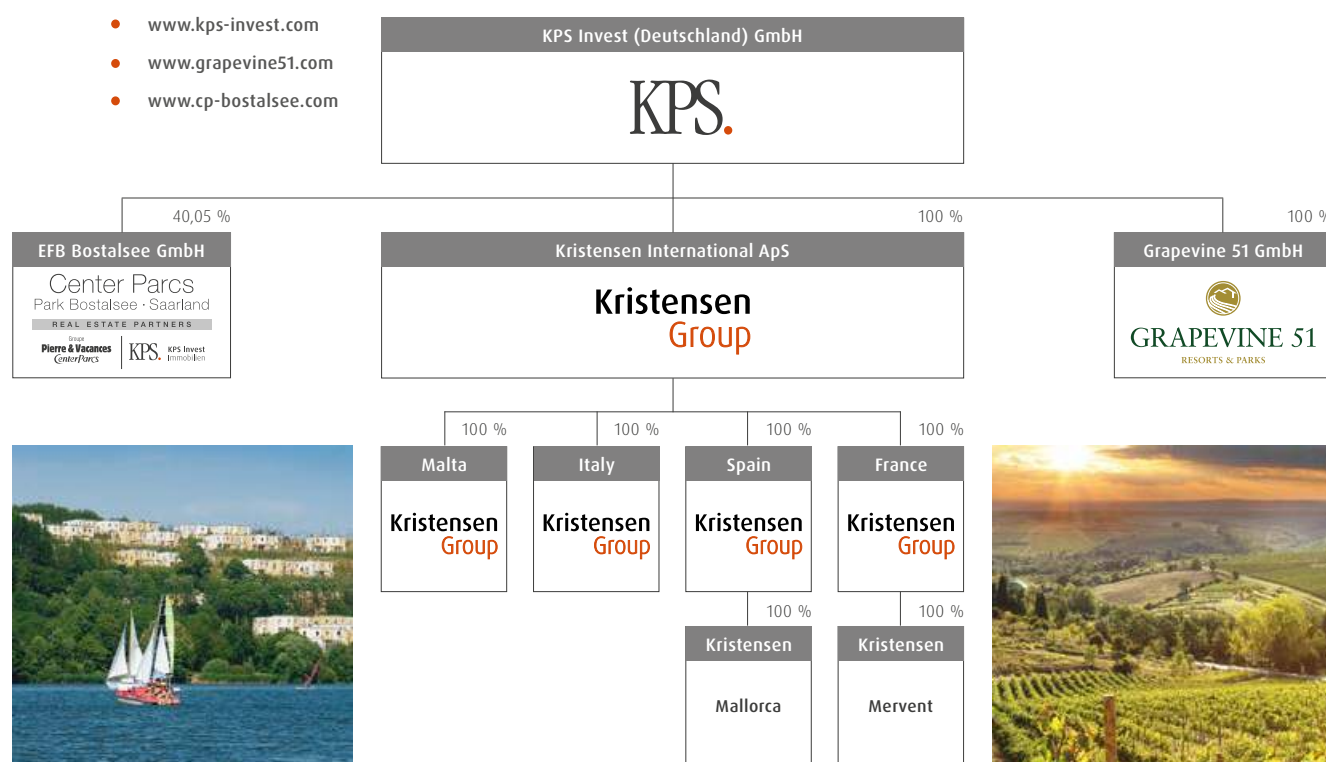 www.kps-invest.com
www.grapevine51.com
www.cp-bostalsee.com
KPS Invest (Deutschland) GmbH
KPS.
40,05 %
100 %
100 %
EFB Bostalsee GmbH
Center Parcs
Park Bostalsee · Saarland
REAL ESTATE PARTNERS
Groupe
Pierre & Vacances
CenterParcs
KPS.
KPS Invest
Immobilien
Kristensen International ApS
Kristensen
Group
Grapevine 51 GmbH
GRAPEVINE 51
RESORTS & PARKS
100 %
100 %
100 %
100 %
Malta
Kristensen
Group
Italy
Kristensen
Group
Spain
Kristensen
Group
France
Kristensen
Group
100 %
100 %
Kristensen
Mallorca
Kristensen
Mervent